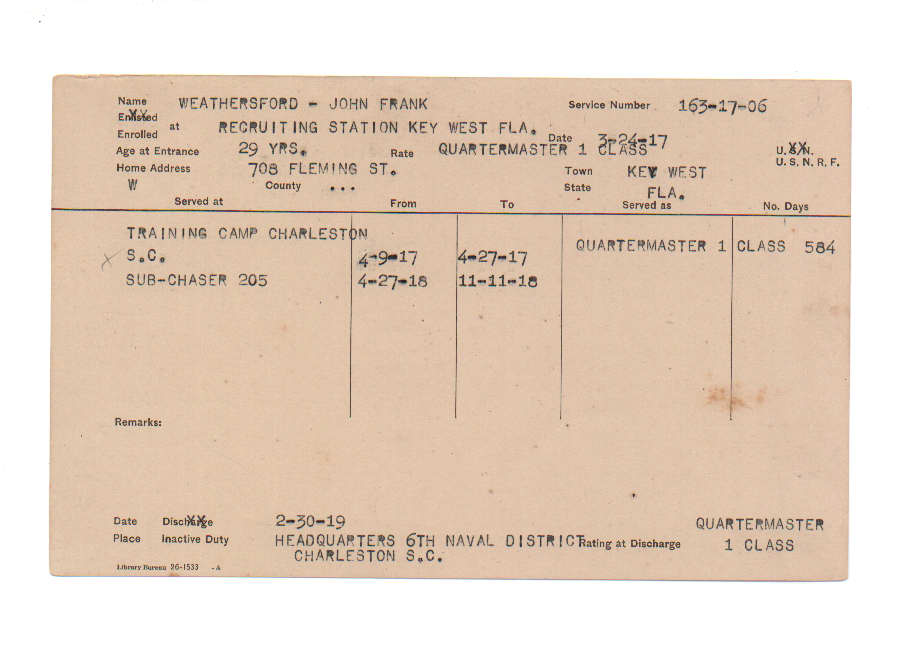 Name WEATHERSFORD - JOHN FRANK Service Number 163-17-06
Enlisted
Enrolled at RECRUITING STATION KEY WEST FLA. Date 3-24-17
Age at Entrance 29 YRS. Rate QUARTERMASTER 1 CLASS U.S.N.
U.S.N.R.F.
Home Address 708 FLEMING ST. Town KEY WEST
W County ... State FLA.
Served at From To Served as No. Days
TRAINING CAMP CHARLESTON
S.C. 4-9-17 4-27-17 QUARTERMASTER 1 CLASS 584
SUB-CHASER 205 4-27-18 11-11-18
Remarks:
Date Discharge 2-30-19 QUARTERMASTER
Place Inactive Duty HEADQUARTERS 6TH NAVAL DISTRICT Rating at Discharge 1 CLASS
CHARLESTON S.C.
Library Bureau 26-1533 -A